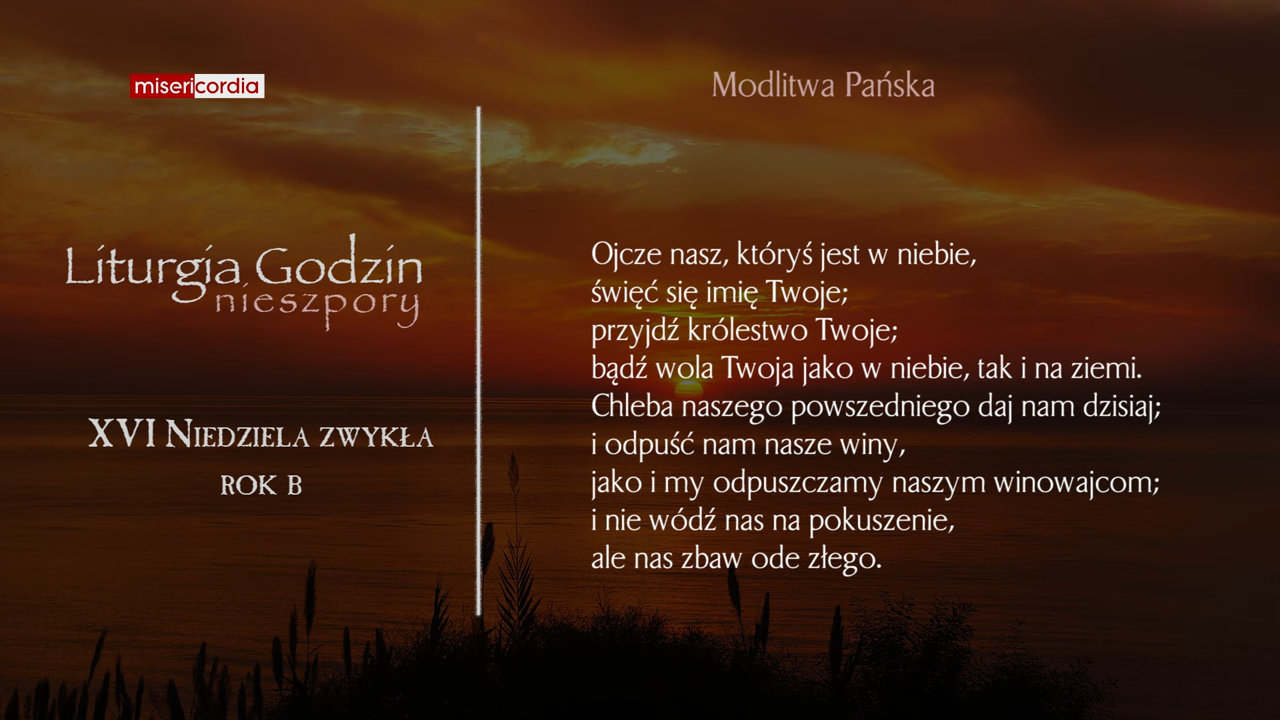 misericordia
Liturgia Godzin
nieszpory
XVI Niedziela zwykła
rok B
Modlitwa Pańska
Ojcze nasz, któryś jest w niebie,
święć się imię Twoje;
przyjdź królestwo Twoje;
bądź wola Twoja jako w niebie, tak i na ziemi.
Chleba naszego powszedniego daj nam dzisiaj;
i odpuść nam nasze winy,
jako i my odpuszczamy naszym winowajcom;
i nie wódź nas na pokuszenie,
ale nas zbaw ode złego.